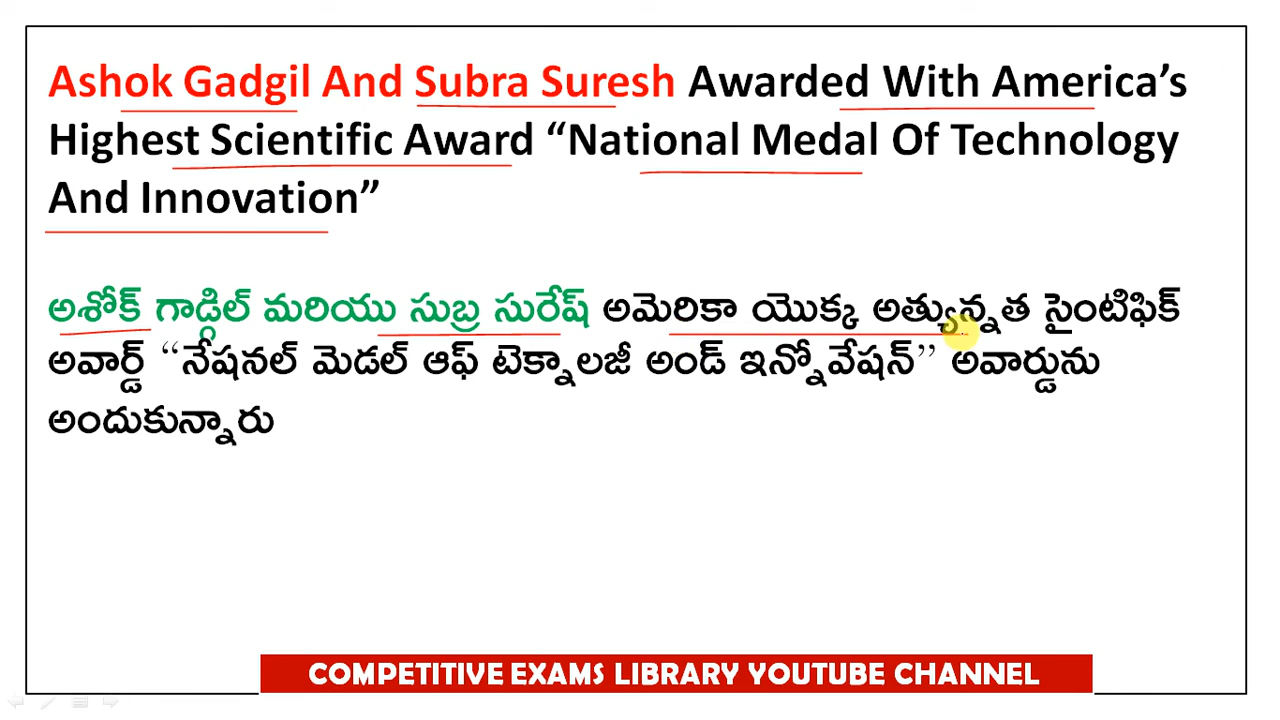 Ashok Gadgil And Subra Suresh Awarded With America’s
Highest Scientific Award “National Medal Of Technology
And Innovation”
అశోక్ గాడ్గిల్ మరియు సుబ్ర సురేష్ అమెరికా యొక్క అత్యున్నత సైంటిఫిక్
అవార్డ్ “నేషనల్ మెడల్ ఆఫ్ టెక్నాలజీ అండ్ ఇన్నోవేషన్” అవార్డును
అందుకున్నారు
COMPETITIVE EXAMS LIBRARY YOUTUBE CHANNEL